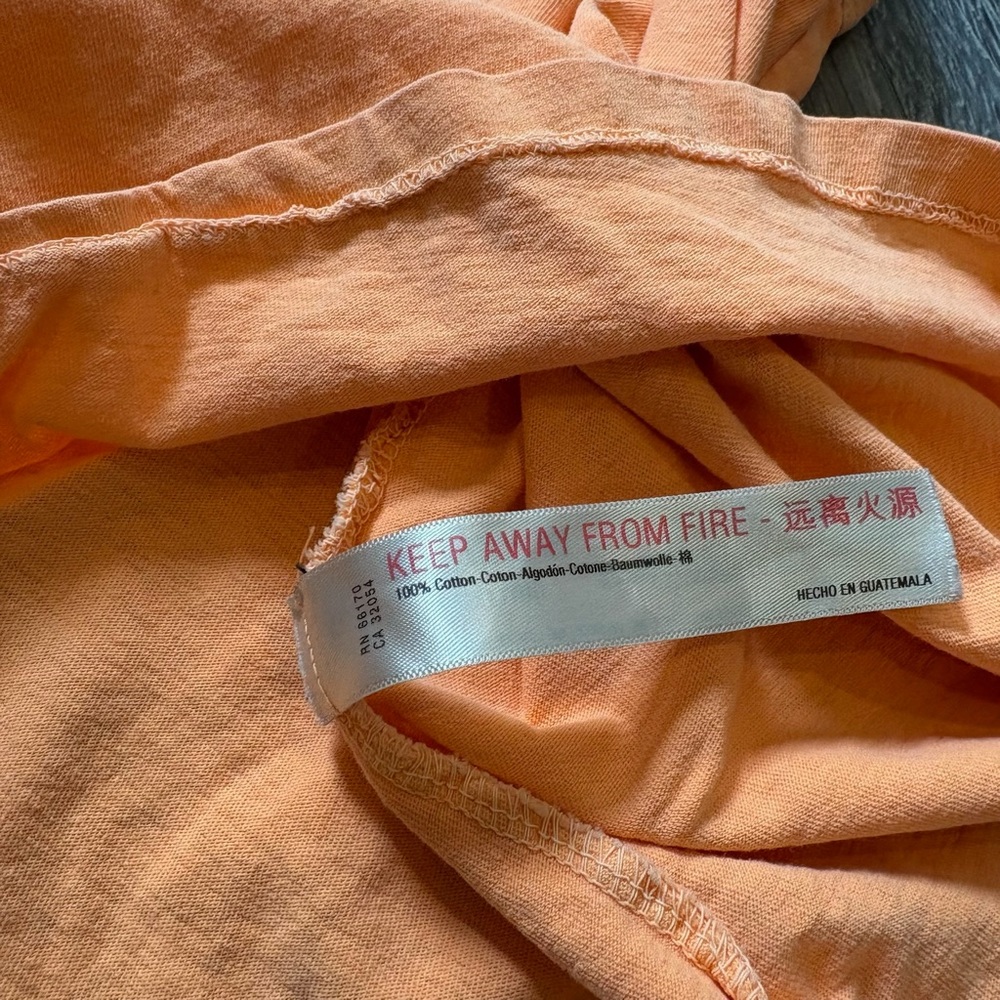 KEEP AWAY FROM FIRE - 远离火源
100% Cotton-Coton-Algodón-Cotone-Baumwolle-棉
HECHO EN GUATEMALA
RN 66170
CA 32054